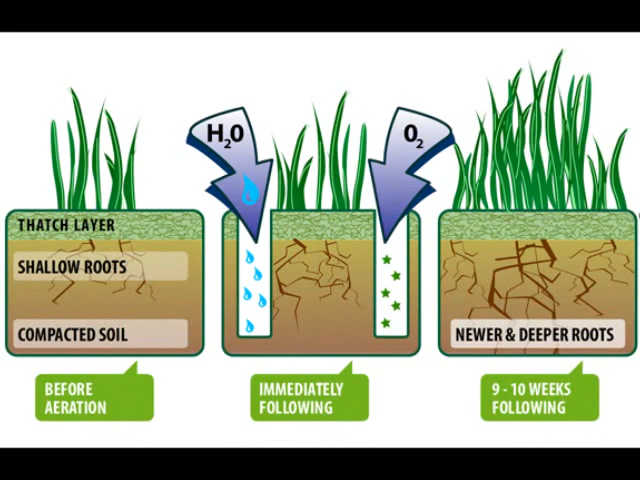 H₂O
O₂
THATCH LAYER
SHALLOW ROOTS
COMPACTED SOIL
NEWER & DEEPER ROOTS
BEFORE
AERATION
IMMEDIATELY
FOLLOWING
9 - 10 WEEKS
FOLLOWING